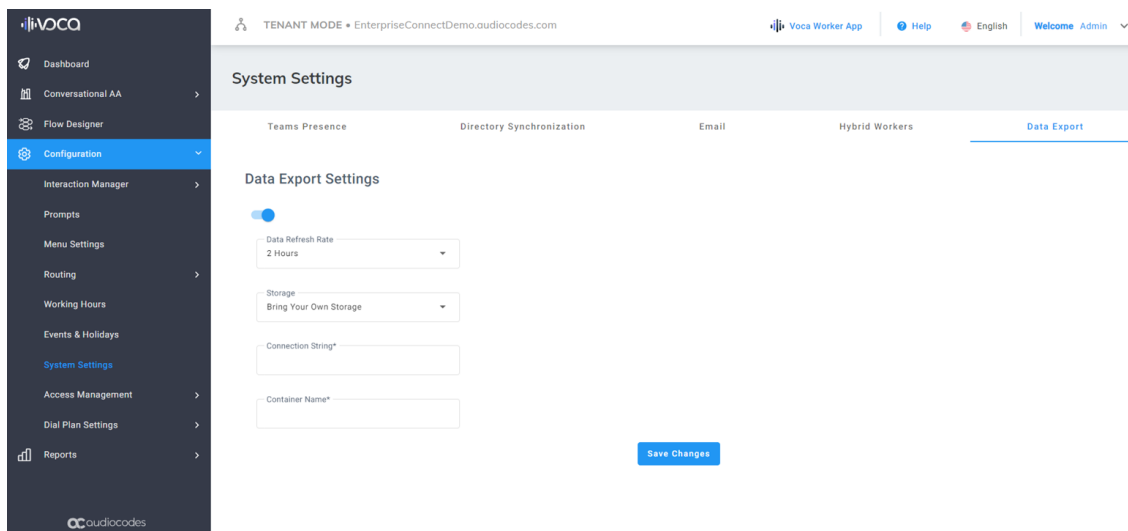 VOCA
TENANT MODE • EnterpriseConnectDemo.audiocodes.com
Voca Worker App
Help
English
Welcome Admin
Dashboard
Conversational AA
Flow Designer
Configuration
Interaction Manager
Prompts
Menu Settings
Routing
Working Hours
Events & Holidays
System Settings
Access Management
Dial Plan Settings
Reports
audiocodes
System Settings
Teams Presence
Directory Synchronization
Email
Hybrid Workers
Data Export
Data Export Settings
Data Refresh Rate
2 Hours
Storage
Bring Your Own Storage
Connection String*
Container Name*
Save Changes